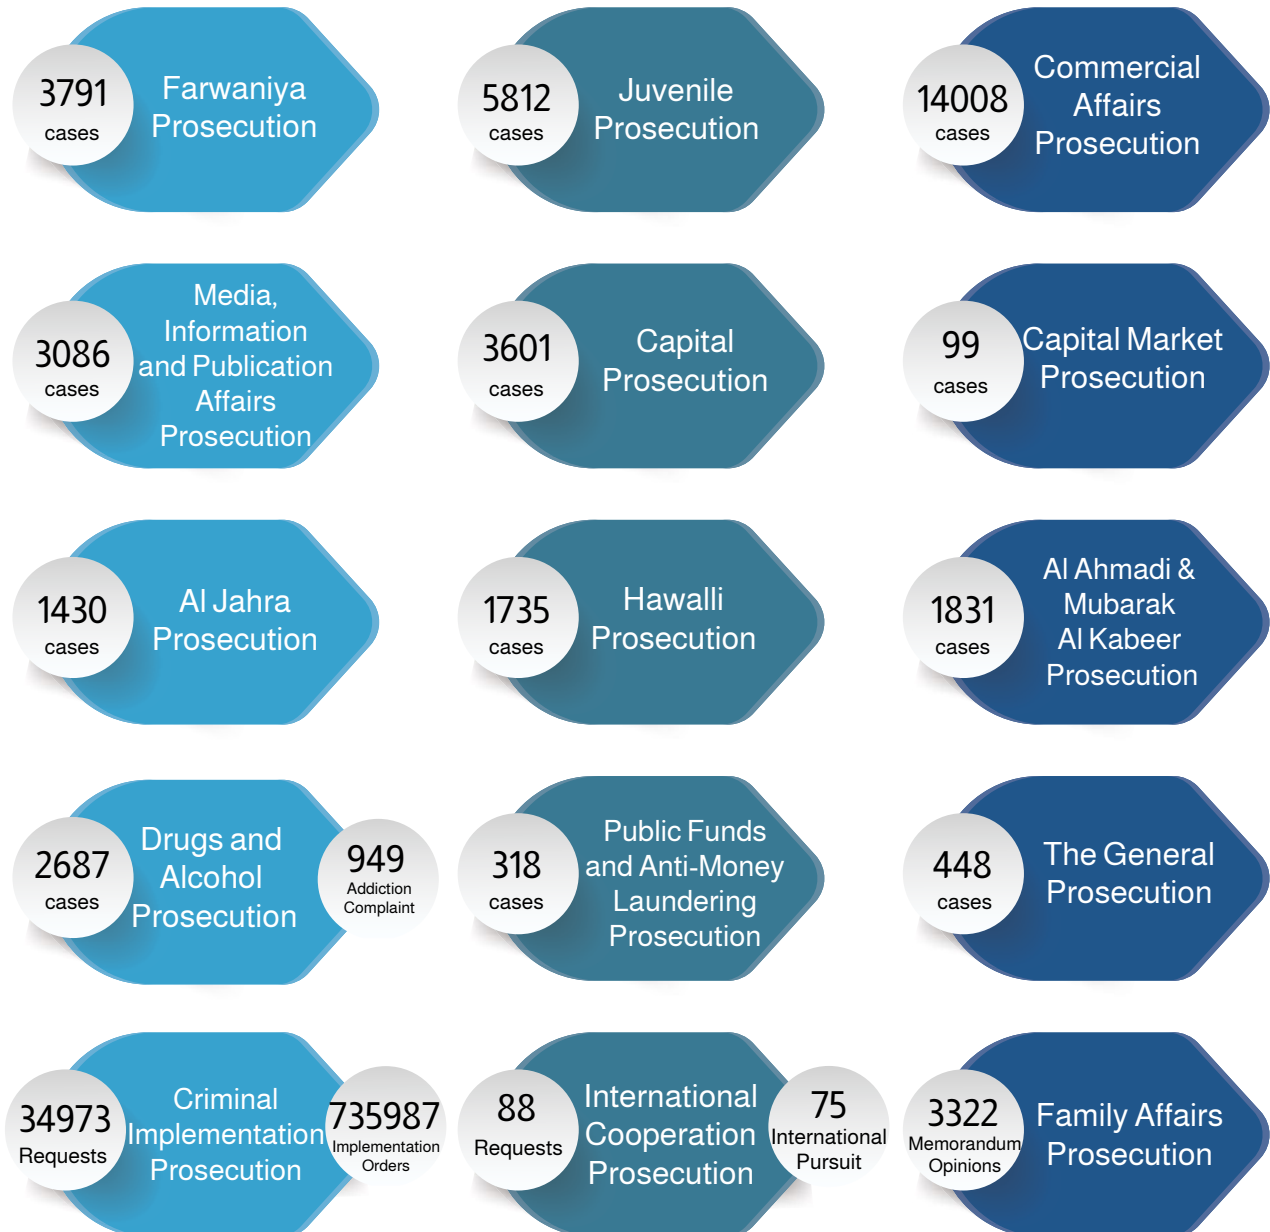 3791
cases
Farwaniya
Prosecution
5812
cases
Juvenile
Prosecution
14008
cases
Commercial
Affairs
Prosecution
3086
cases
Media,
Information
and Publication
Affairs
Prosecution
3601
cases
Capital
Prosecution
99
cases
Capital Market
Prosecution
1430
cases
Al Jahra
Prosecution
1735
cases
Hawalli
Prosecution
1831
cases
Al Ahmadi &
Mubarak
Al Kabeer
Prosecution
2687
cases
Drugs and
Alcohol
Prosecution
949
Addiction
Complaint
318
cases
Public Funds
and Anti-Money
Laundering
Prosecution
448
cases
The General
Prosecution
34973
Requests
Criminal
Implementation
Prosecution
735987
Implementation
Orders
88
Requests
International
Cooperation
Prosecution
75
International
Pursuit
3322
Memorandum
Opinions
Family Affairs
Prosecution